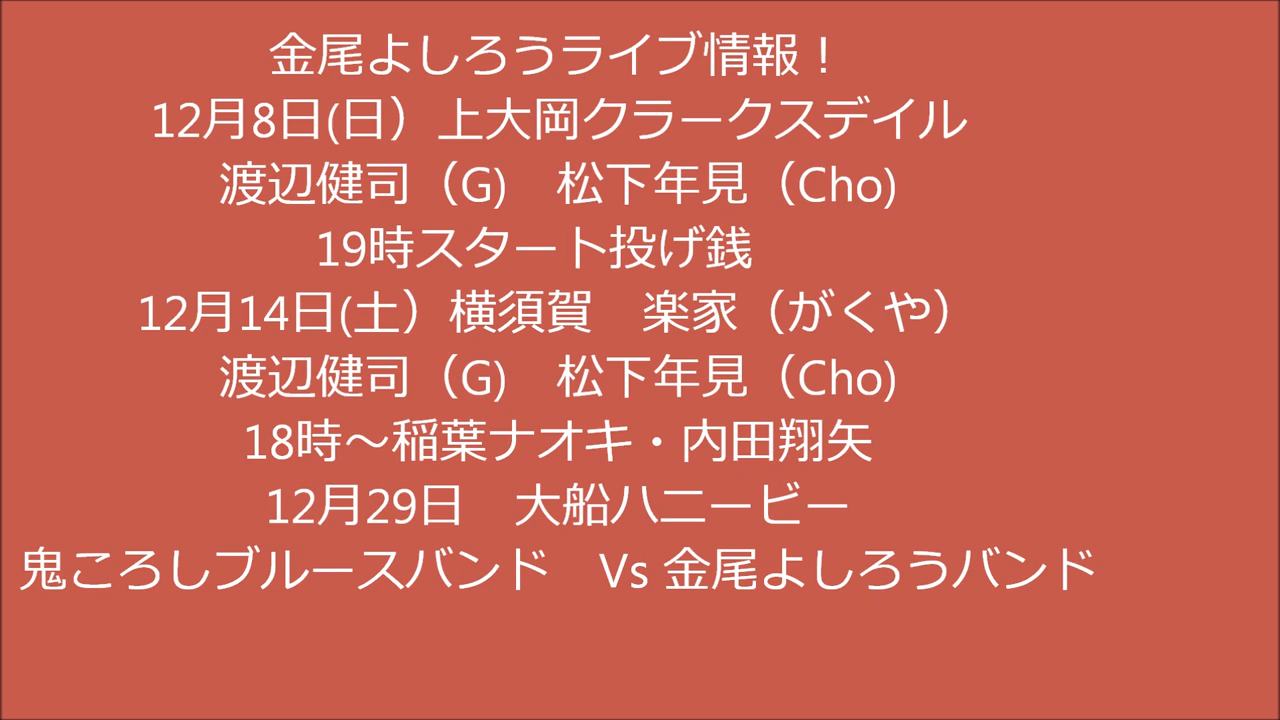 金尾よしろうライブ情報！
12月8日(日）上大岡クラークスデイル
渡辺健司（G)　松下年見（Cho)
19時スタート投げ銭
12月14日(土）横須賀　楽家（がくや）
渡辺健司（G)　松下年見（Cho)
18時～稲葉ナオキ・内田翔矢
12月29日　大船ハニービー
鬼ころしブルースバンド　Vs 金尾よしろうバンド